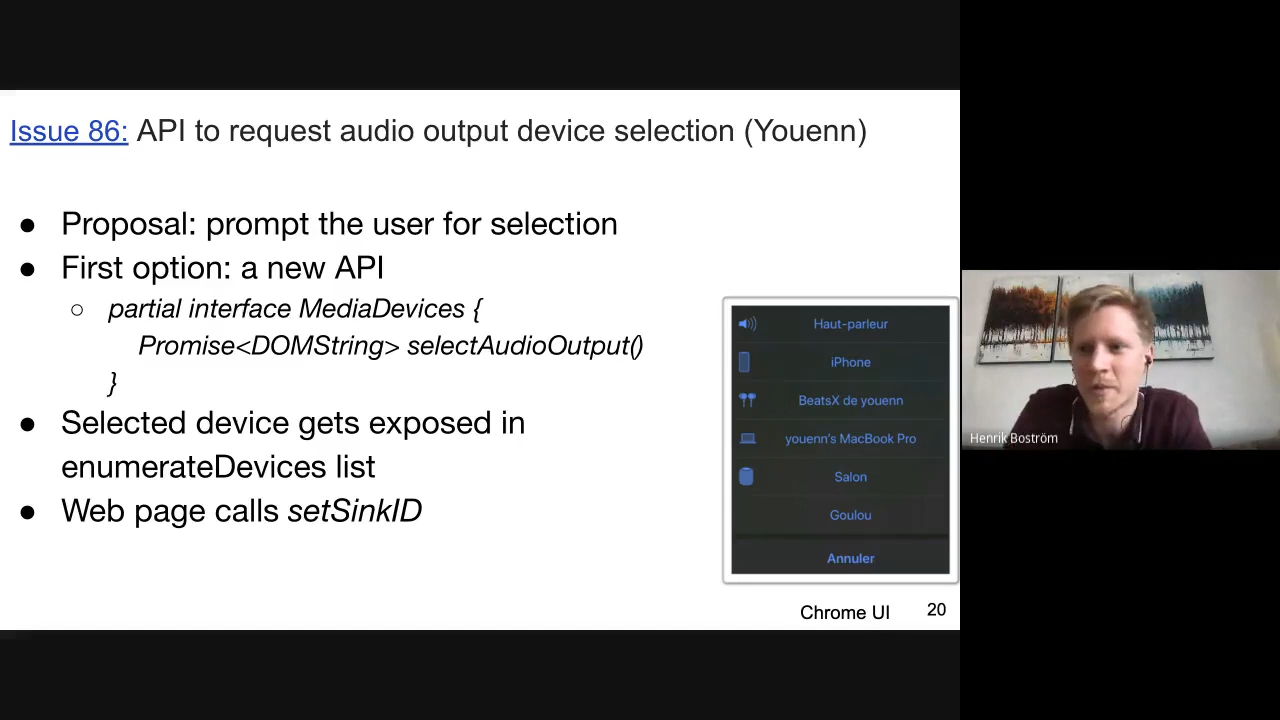 Issue 86: API to request audio output device selection (Youenn)
● Proposal: prompt the user for selection
● First option: a new API
○ partial interface MediaDevices {
Promise<DOMString> selectAudioOutput()
}
● Selected device gets exposed in
enumerateDevices list
● Web page calls setSinkID
Haut-parleur
iPhone
BeatsX de youenn
youenn's MacBook Pro
Salon
Goulou
Annuler
Chrome UI 20
Henrik Boström